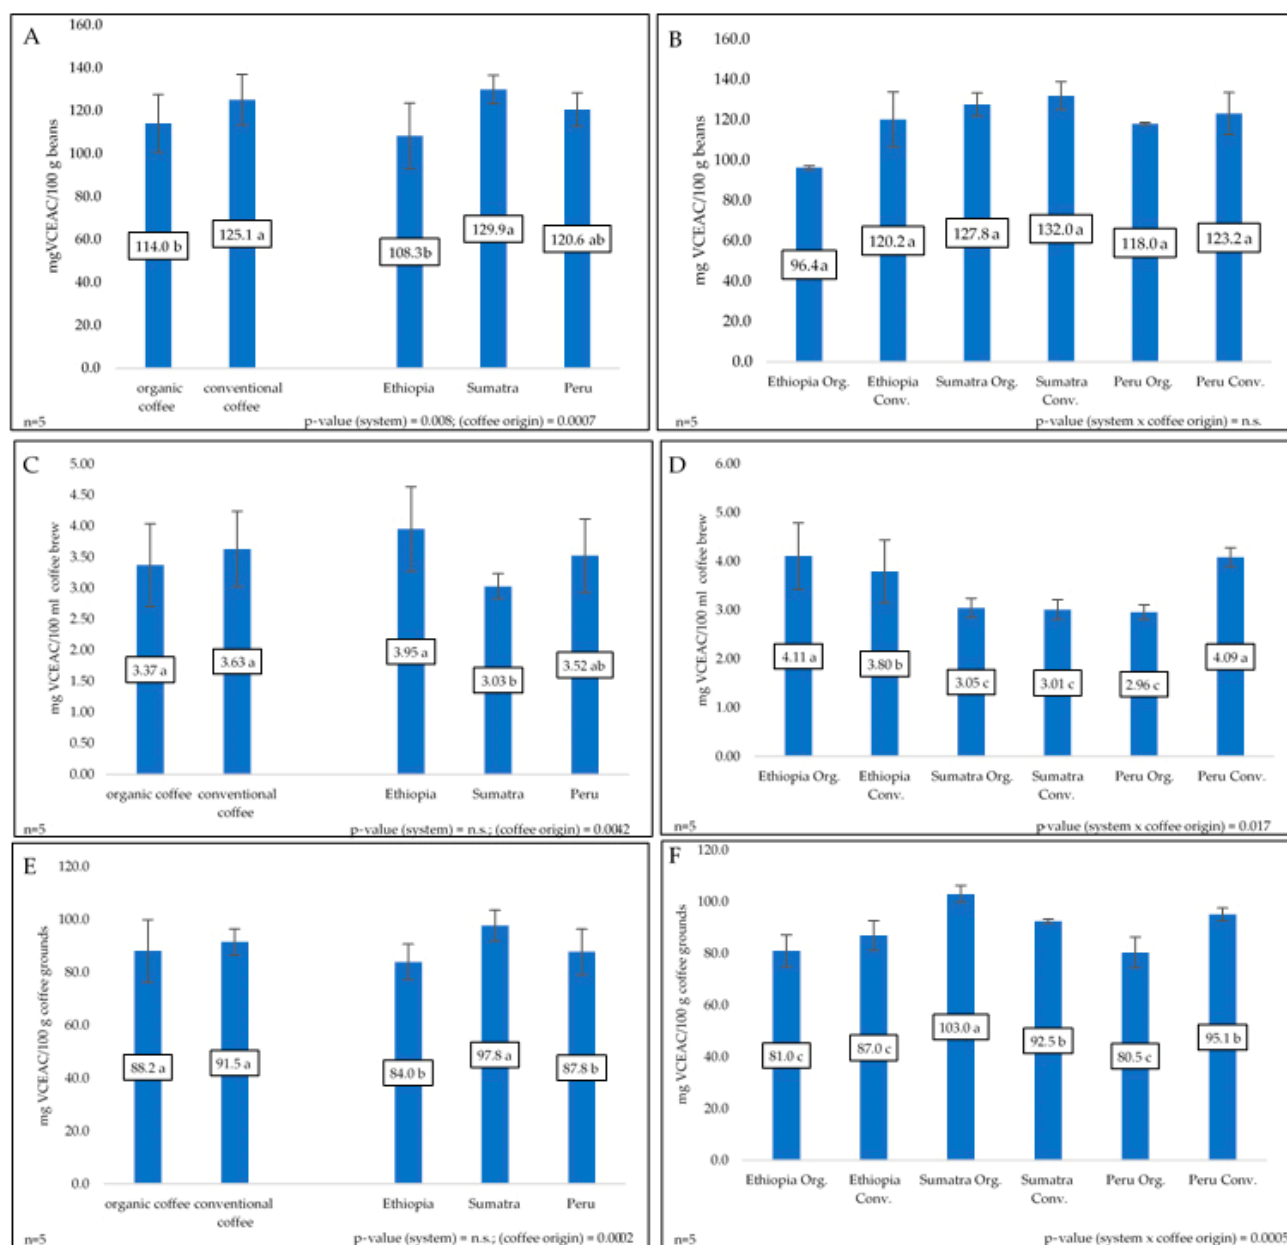 A
160.0
140.0
120.0
100.0
80.0
60.0
40.0
20.0
0.0
mgVCEAC/100 g beans
114.0 b
125.1 a
108.3b
129.9a
120.6 ab
organic coffee
conventional coffee
Ethiopia
Sumatra
Peru
n=5
p-value (system) = 0.008; (coffee origin) = 0.0007
B
160.0
140.0
120.0
100.0
80.0
60.0
40.0
20.0
0.0
mg VCEAC/100 g beans
96.4a
120.2 a
127.8 a
132.0 a
118.0 a
123.2 a
Ethiopia Org.
Ethiopia Conv.
Sumatra Org.
Sumatra Conv.
Peru Org.
Peru Conv.
n=5
p-value (system x coffee origin) = n.s.
C
5.00
4.50
4.00
3.50
3.00
2.50
2.00
1.50
1.00
0.50
0.00
mg VCEAC/100 ml coffee brew
3.37 a
3.63 a
3.95 a
3.03 b
3.52 ab
organic coffee
conventional coffee
Ethiopia
Sumatra
Peru
n=5
p-value (system) = n.s.; (coffee origin) = 0.0042
D
6.00
5.00
4.00
3.00
2.00
1.00
0.00
mg VCEAC/100 ml coffee brew
4.11 a
3.80 b
3.05 c
3.01 c
2.96 c
4.09 a
Ethiopia Org.
Ethiopia Conv.
Sumatra Org.
Sumatra Conv.
Peru Org.
Peru Conv.
n=5
p-value (system x coffee origin) = 0.017
E
120.0
100.0
80.0
60.0
40.0
20.0
0.0
mg VCEAC/100 g coffee grounds
88.2 a
91.5 a
84.0 b
97.8 a
87.8 b
organic coffee
conventional coffee
Ethiopia
Sumatra
Peru
n=5
p-value (system) = n.s.; (coffee origin) = 0.0002
F
120.0
100.0
80.0
60.0
40.0
20.0
0.0
mg VCEAC/100 g coffee grounds
81.0 c
87.0 c
103.0 a
92.5 b
80.5 c
95.1 b
Ethiopia Org.
Ethiopia Conv.
Sumatra Org.
Sumatra Conv.
Peru Org.
Peru Conv.
n=5
p-value (system x coffee origin) =